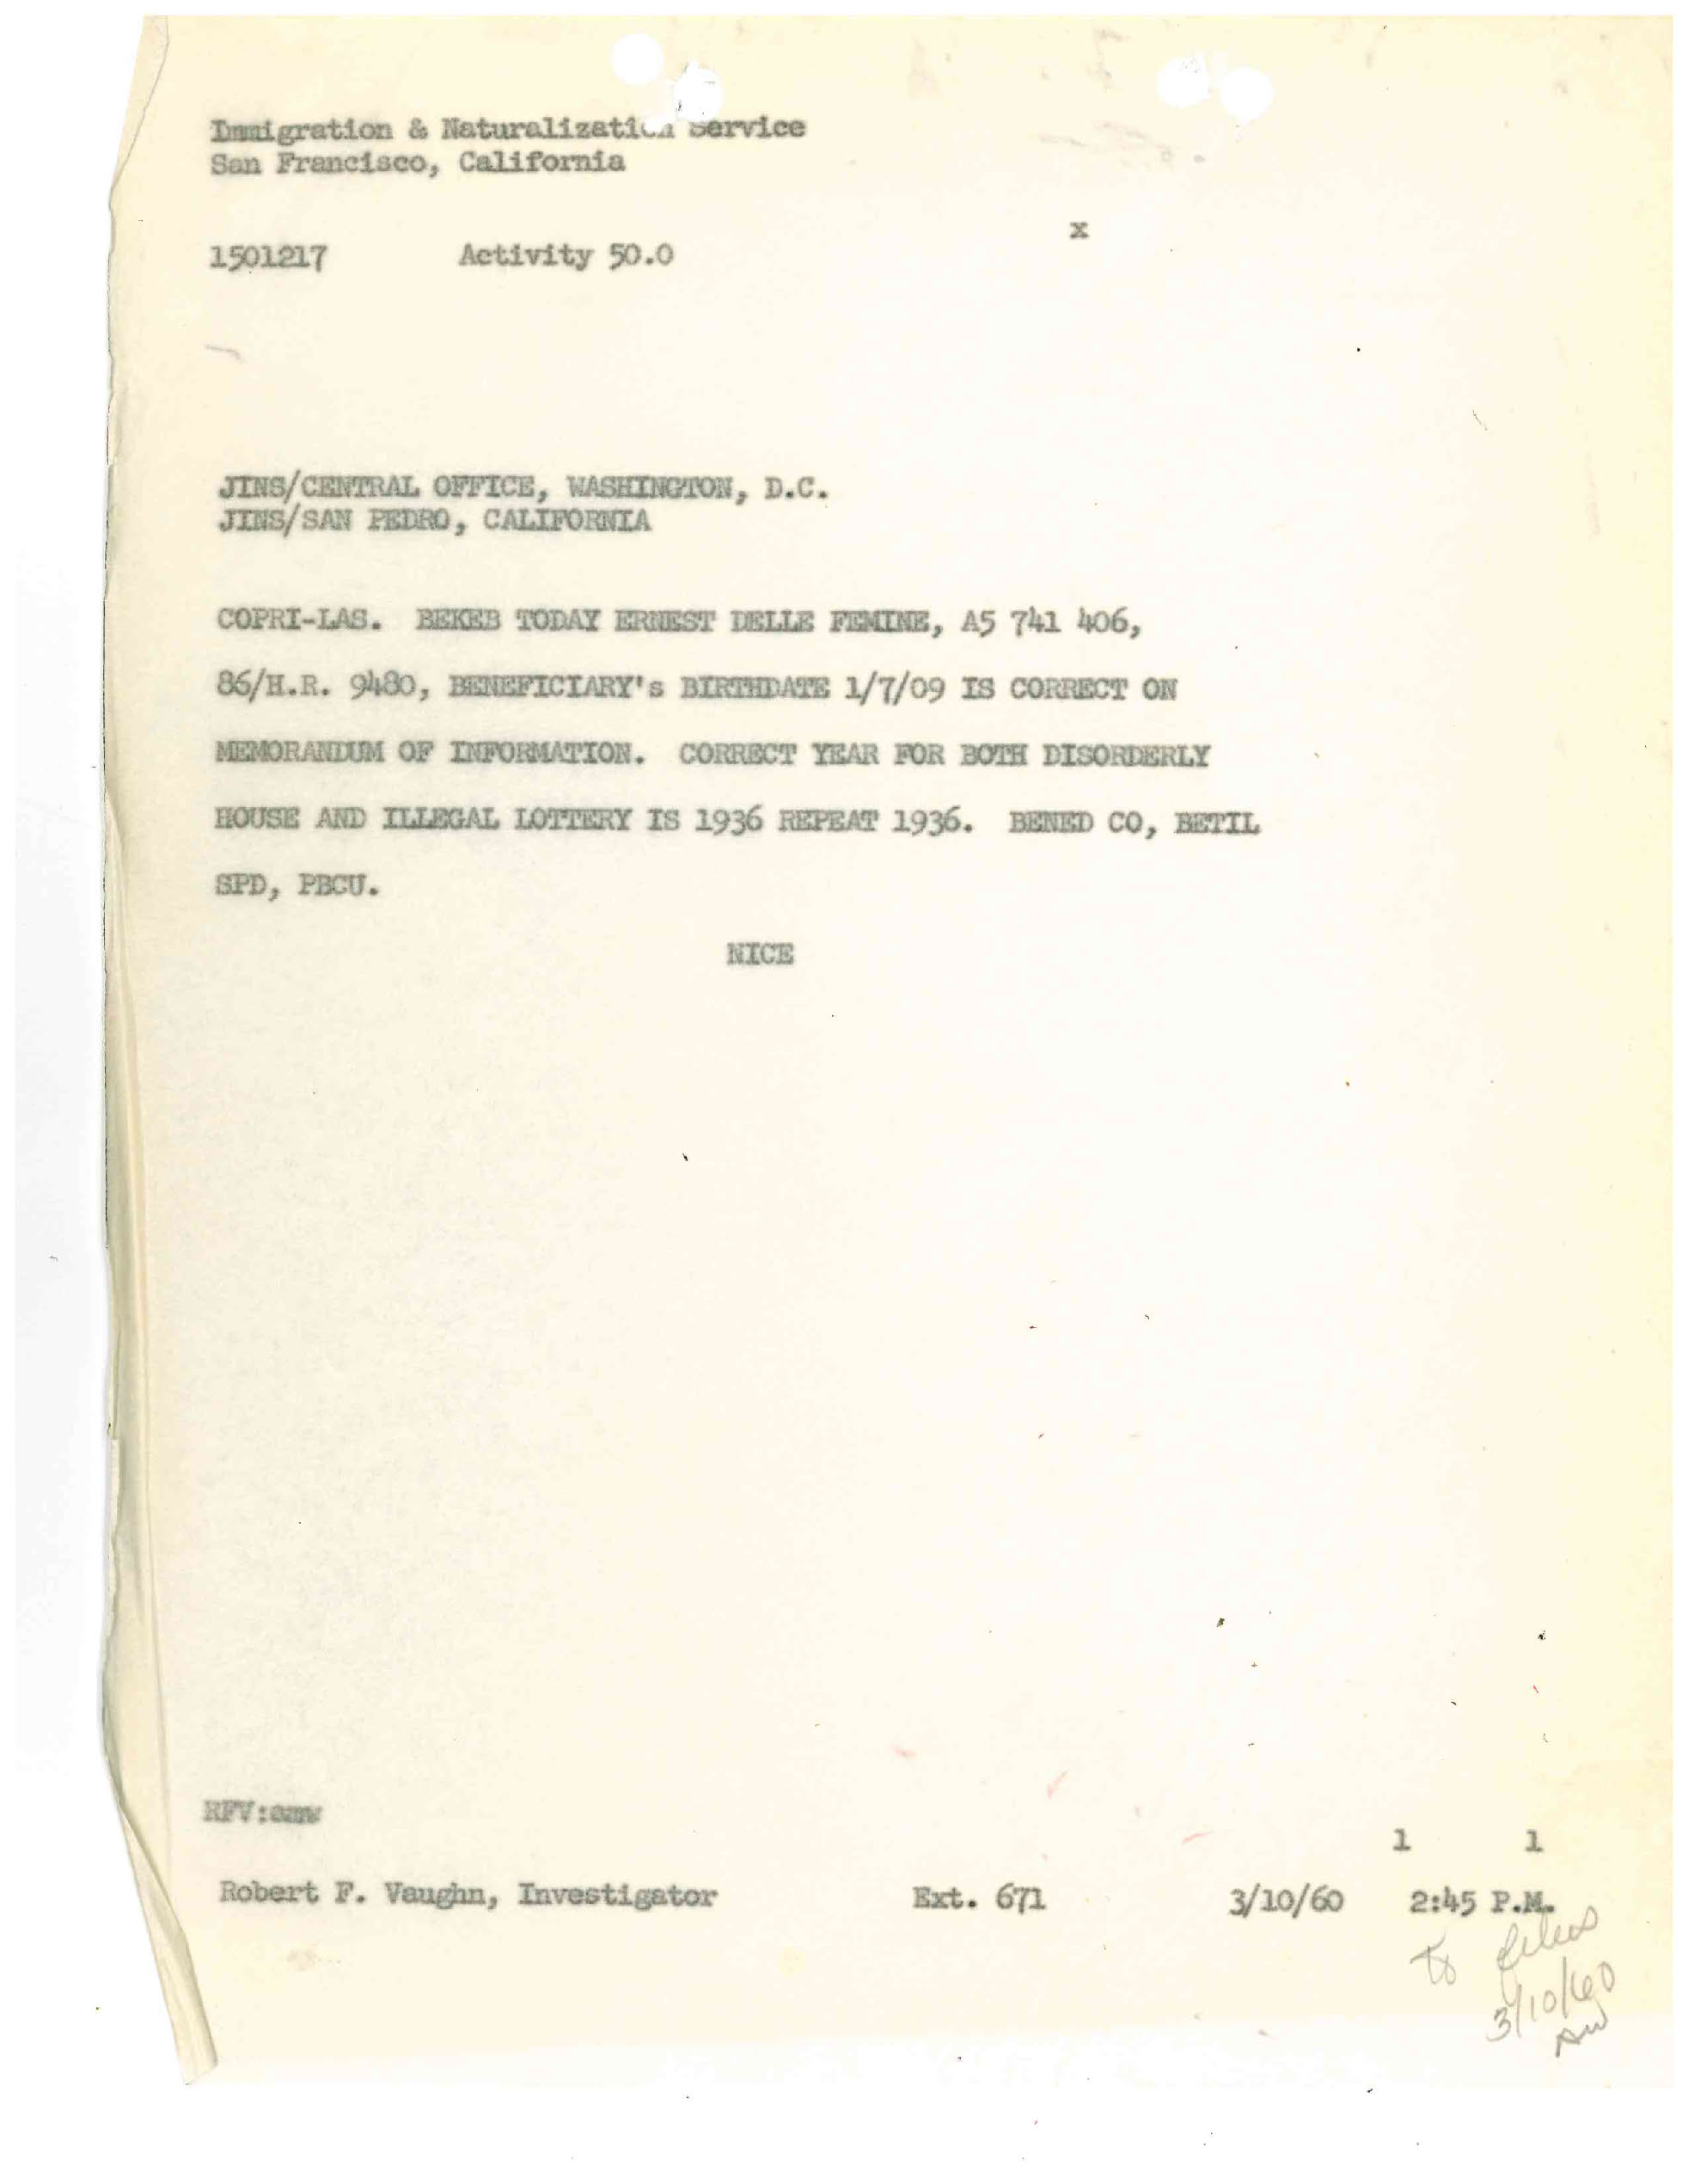 Immigration & Naturalization Service
San Francisco, California
x
1501217 Activity 50.0
JINS/CENTRAL OFFICE, WASHINGTON, D.C.
JINS/SAN PEDRO, CALIFORNIA
COPRI-LAS. BEKEB TODAY ERNEST DELLE FEMINE, A5 741 406,
86/H.R. 9480, BENEFICIARY's BIRTHDATE 1/7/09 IS CORRECT ON
MEMORANDUM OF INFORMATION. CORRECT YEAR FOR BOTH DISORDERLY
HOUSE AND ILLEGAL LOTTERY IS 1936 REPEAT 1936. BENED CO, BETIL
SPD, PBCU.
NICE
RFV:
1 1
Robert F. Vaughn, Investigator Ext. 671 3/10/60 2:45 P.M.
to files
3/10/60